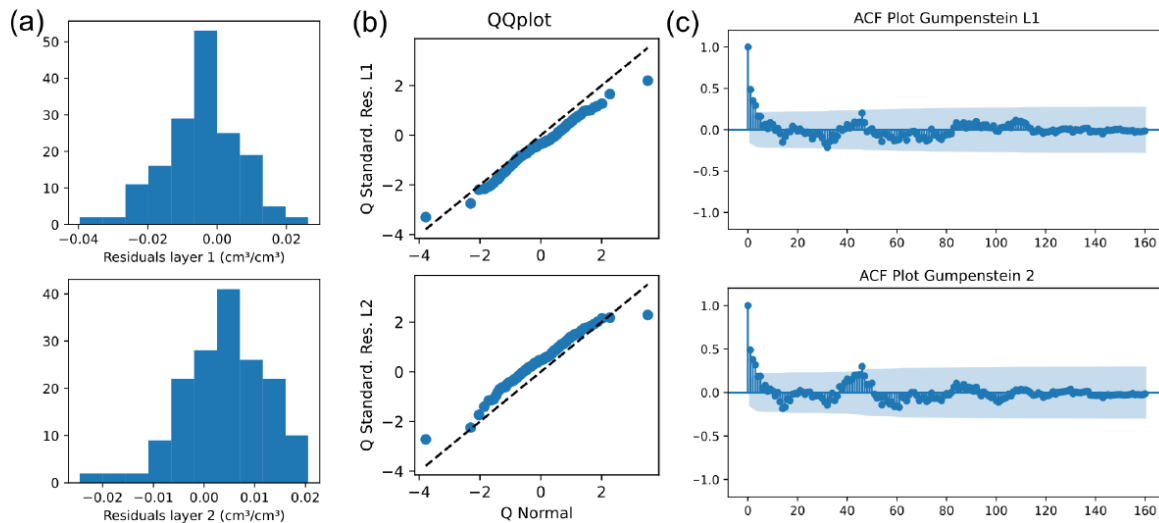 (a)
50
40
30
20
10
0
−0.04 −0.02 0.00 0.02
Residuals layer 1 (cm³/cm³)
40
30
20
10
0
−0.02 −0.01 0.00 0.01 0.02
Residuals layer 2 (cm³/cm³)
(b)
QQplot
Q Standard. Res. L1
2
0
−2
−4
−4 −2 0 2
Q Standard. Res. L2
2
0
−2
−4
−4 −2 0 2
Q Normal
(c)
ACF Plot Gumpenstein L1
1.0
0.5
0.0
−0.5
−1.0
0 20 40 60 80 100 120 140 160
ACF Plot Gumpenstein 2
1.0
0.5
0.0
−0.5
−1.0
0 20 40 60 80 100 120 140 160